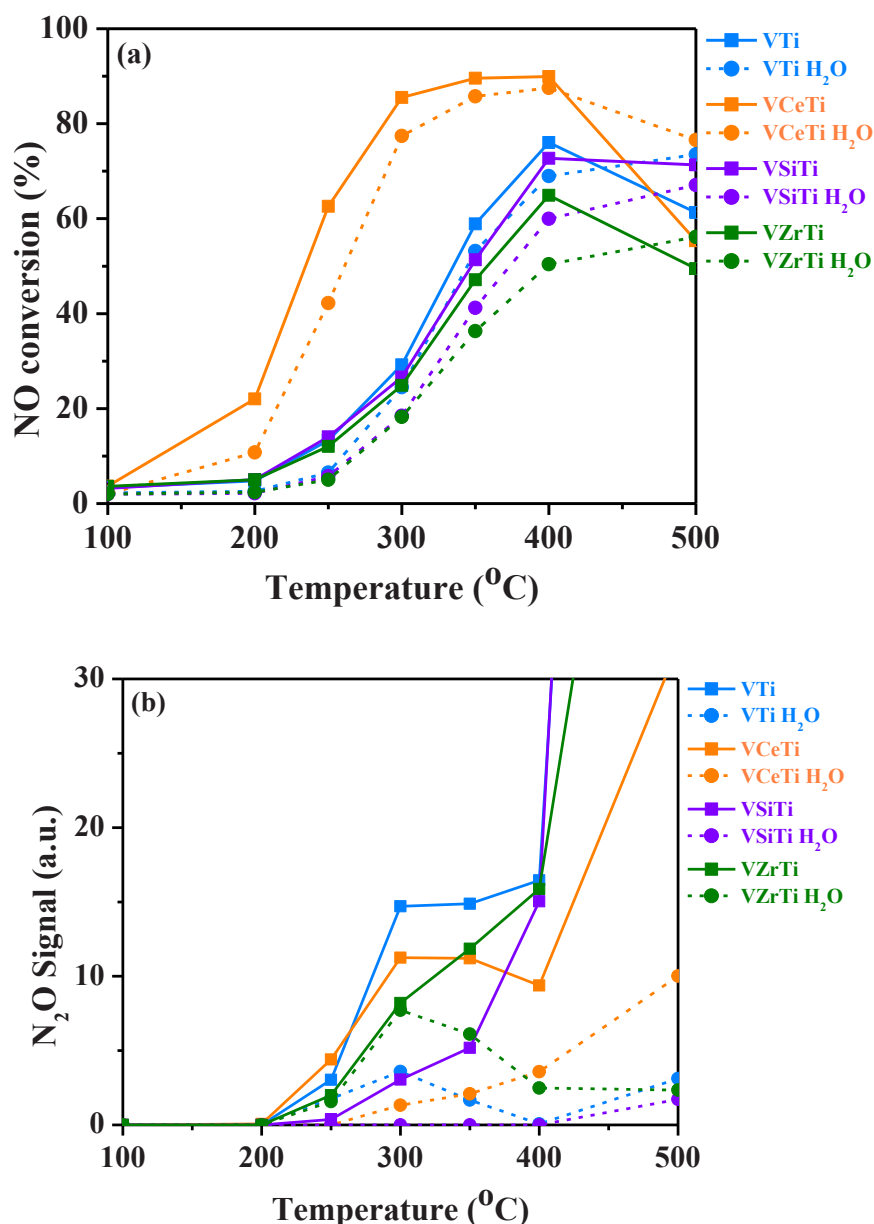 (a)
NO conversion (%)
100
80
60
40
20
0
100 200 300 400 500
Temperature (°C)
VTi
VTi H₂O
VCeTi
VCeTi H₂O
VSiTi
VSiTi H₂O
VZrTi
VZrTi H₂O
(b)
N₂O Signal (a.u.)
30
20
10
0
100 200 300 400 500
Temperature (°C)
VTi
VTi H₂O
VCeTi
VCeTi H₂O
VSiTi
VSiTi H₂O
VZrTi
VZrTi H₂O